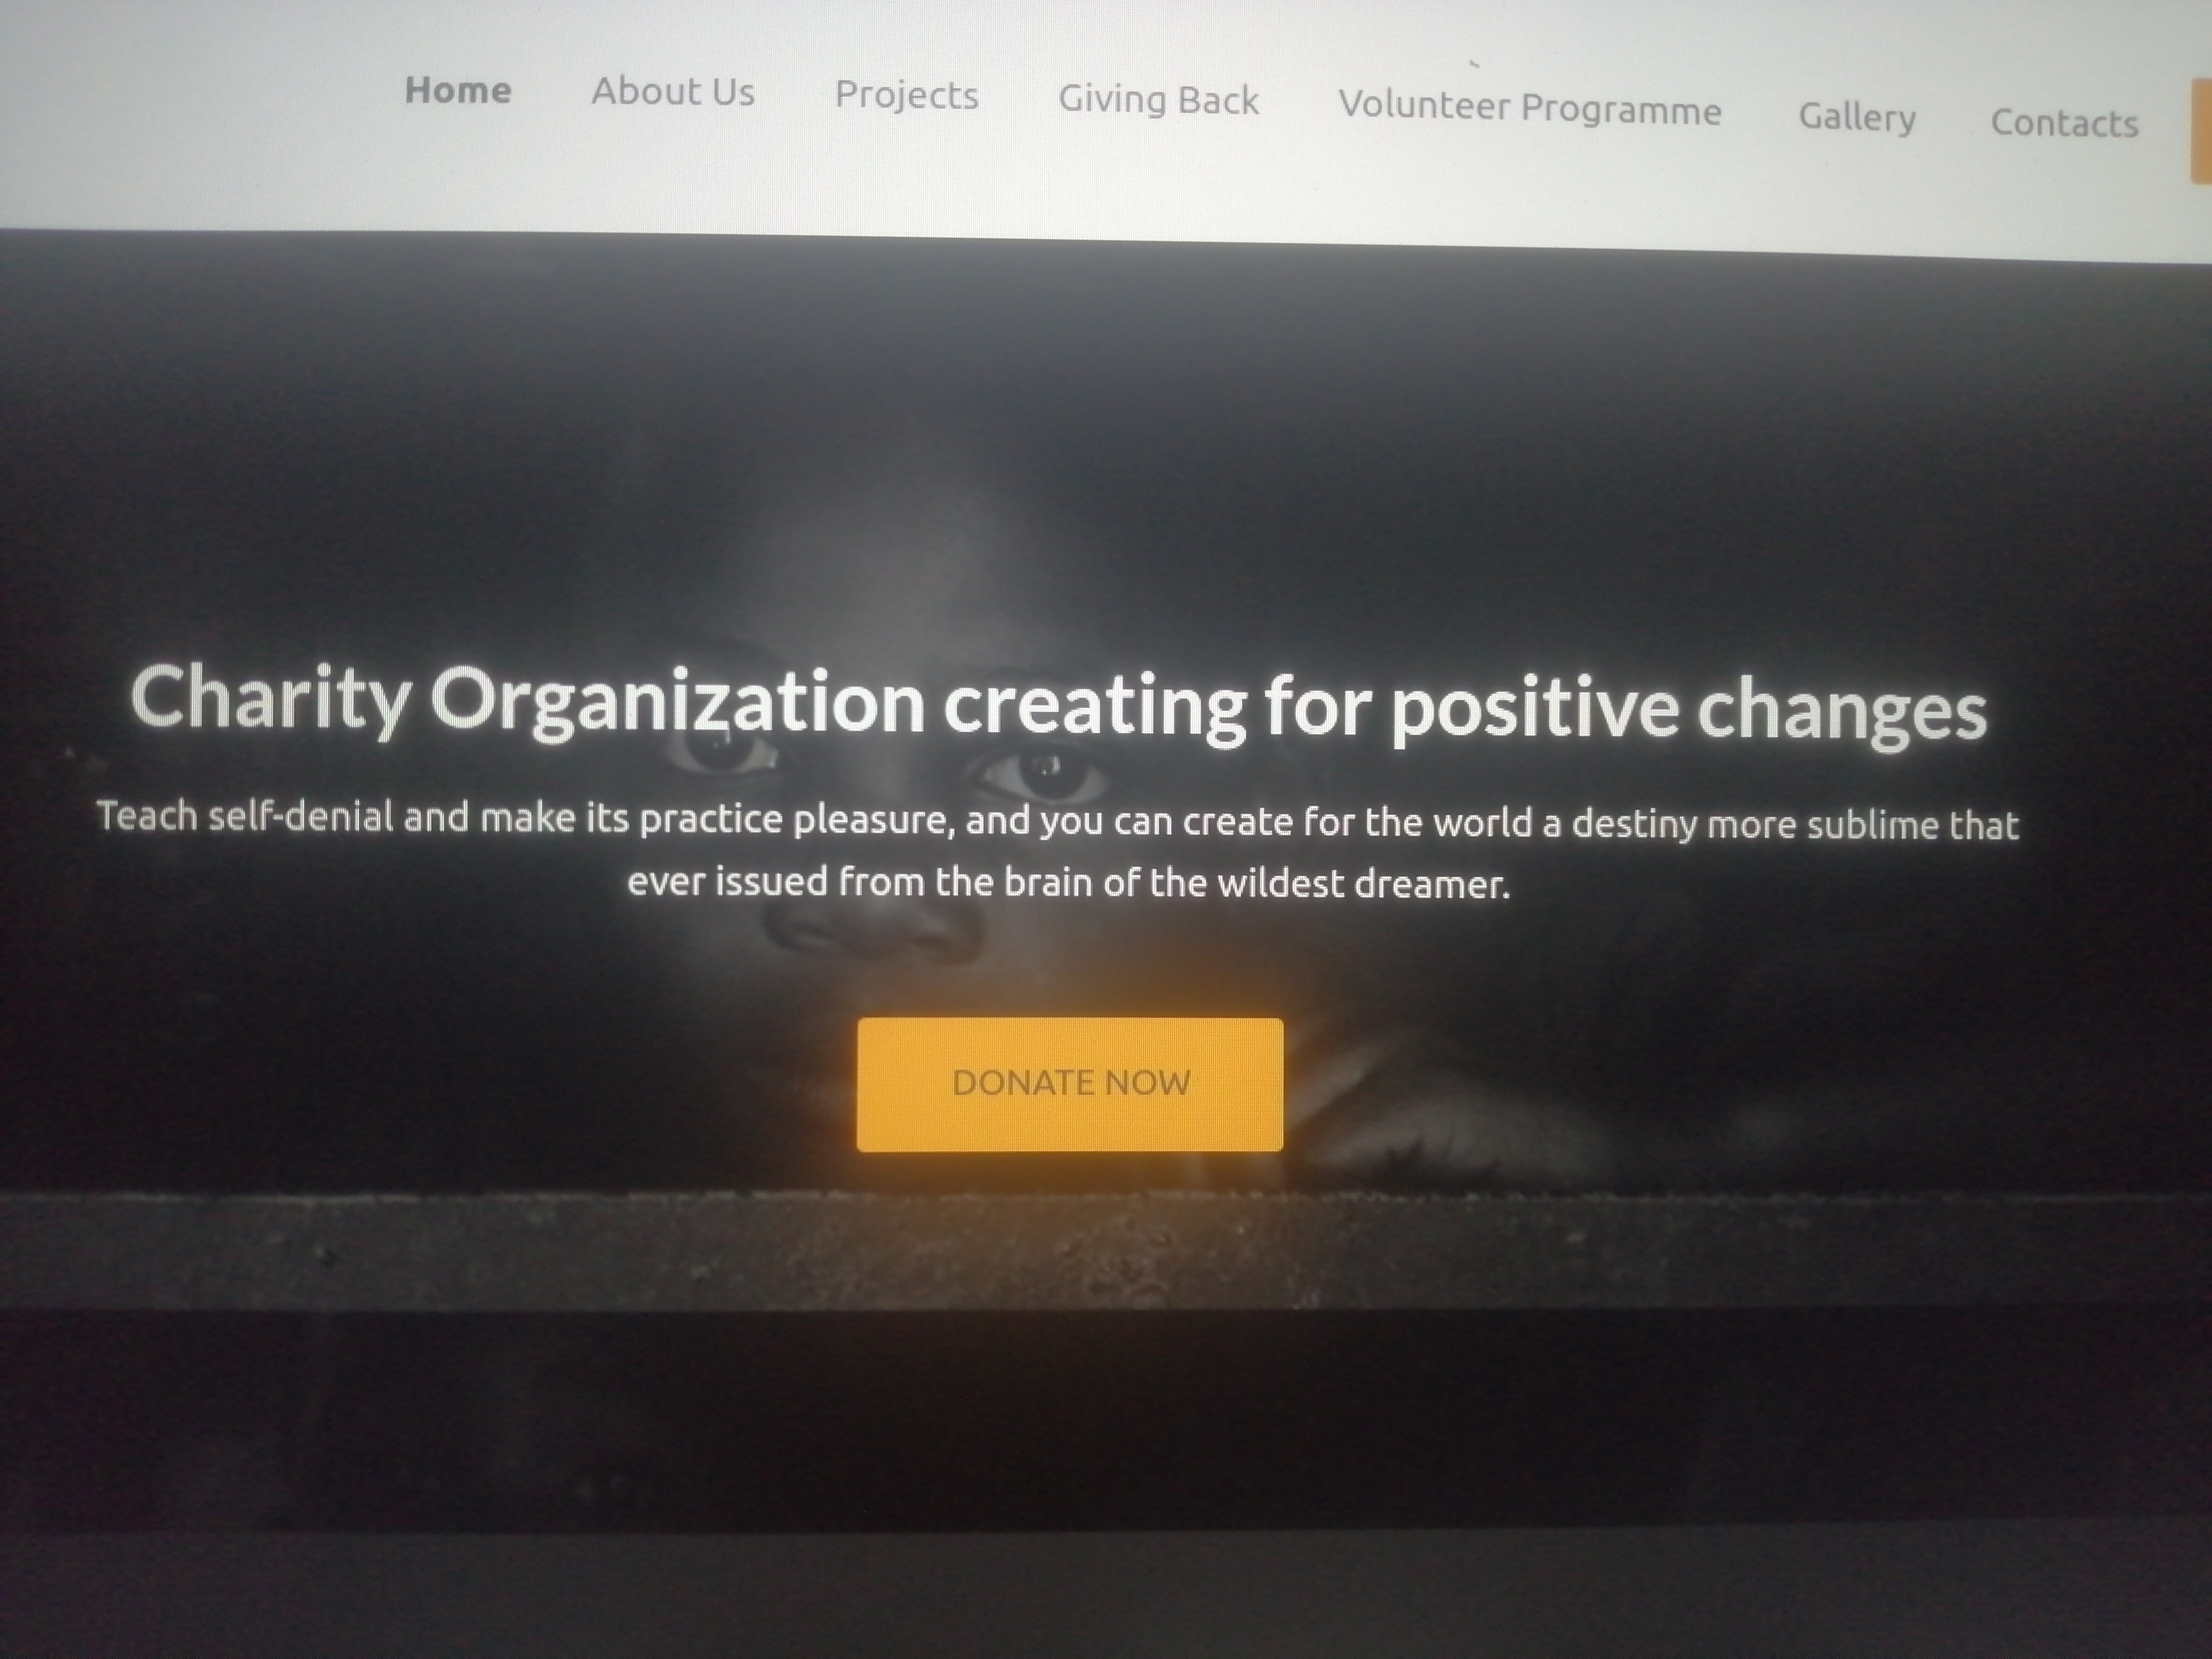 Home About Us Projects Giving Back Volunteer Programme Gallery Contacts
Charity Organization creating for positive changes
Teach self-denial and make its practice pleasure, and you can create for the world a destiny more sublime that
ever issued from the brain of the wildest dreamer.
DONATE NOW